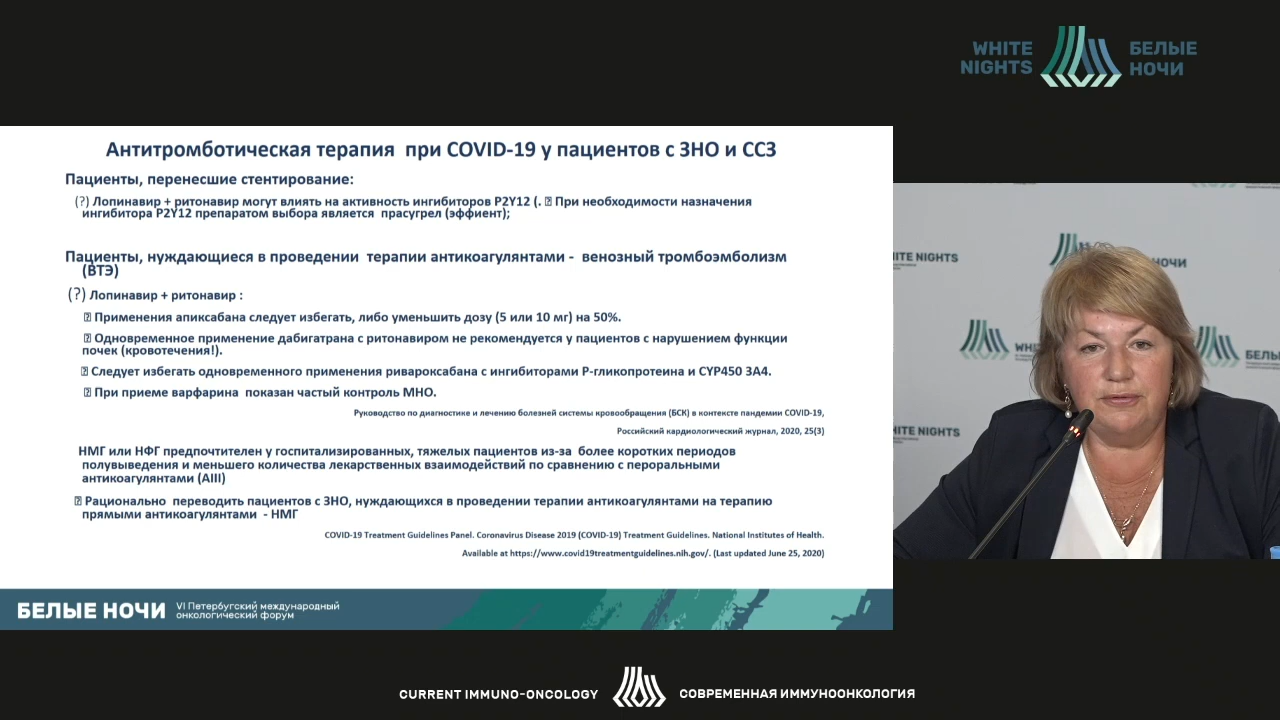 WHITE
NIGHTS
БЕЛЫЕ
НОЧИ
Антитромботическая терапия при COVID-19 у пациентов с ЗНО и ССЗ
Пациенты, перенесшие стентирование:
(?) Лопинавир + ритонавир могут влиять на активность ингибиторов P2Y12 (. При необходимости назначения
ингибитора P2Y12 препаратом выбора является прасугрел (эффиент);
Пациенты, нуждающиеся в проведении терапии антикоагулянтами - венозный тромбоэмболизм
(ВТЭ)
(?) Лопинавир + ритонавир :
Применения апиксабана следует избегать, либо уменьшить дозу (5 или 10 мг) на 50%.
Одновременное применение дабигатрана с ритонавиром не рекомендуется у пациентов с нарушением функции
почек (кровотечения!).
Следует избегать одновременного применения ривароксабана с ингибиторами Р-гликопротеина и CYP450 3A4.
При приеме варфарина показан частый контроль МНО.
Руководство по диагностике и лечению болезней системы кровообращения (БСК) в контексте пандемии COVID-19,
Российский кардиологический журнал, 2020, 25(3)
НМГ или НФГ предпочтителен у госпитализированных, тяжелых пациентов из-за более коротких периодов
полувыведения и меньшего количества лекарственных взаимодействий по сравнению с пероральными
антикоагулянтами (AIII)
Рационально переводить пациентов с ЗНО, нуждающихся в проведении терапии антикоагулянтами на терапию
прямыми антикоагулянтами - НМГ
COVID-19 Treatment Guidelines Panel. Coronavirus Disease 2019 (COVID-19) Treatment Guidelines. National Institutes of Health.
Available at https://www.covid19treatmentguidelines.nih.gov/. (Last updated June 25, 2020)
БЕЛЫЕ НОЧИ
VI Петербургский международный
онкологический форум
WHITE NIGHTS
НОЧИ
БЕЛЫ
HITE NIGHTS
CURRENT IMMUNO-ONCOLOGY
СОВРЕМЕННАЯ ИММУНООНКОЛОГИЯ